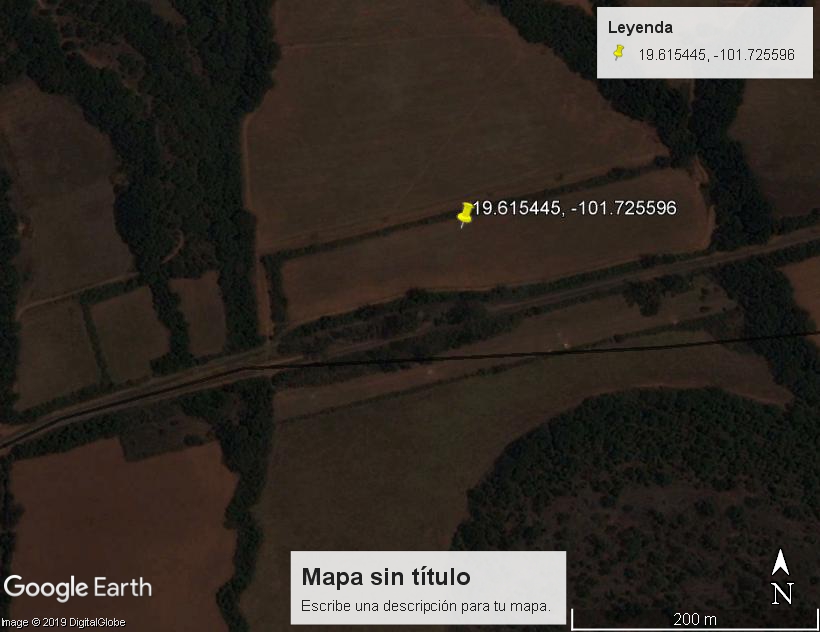 Leyenda
19.615445, -101.725596
19.615445, -101.725596
Mapa sin título
Escribe una descripción para tu mapa.
Google Earth
Image © 2019 DigitalGlobe
N
200 m